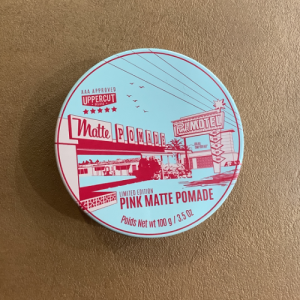 AAA APPROVED
UPPERCUT
Matte POMADE
MOTEL
LIMITED EDITION
PINK MATTE POMADE
Poids Net wt 100 g / 3.5 Oz.